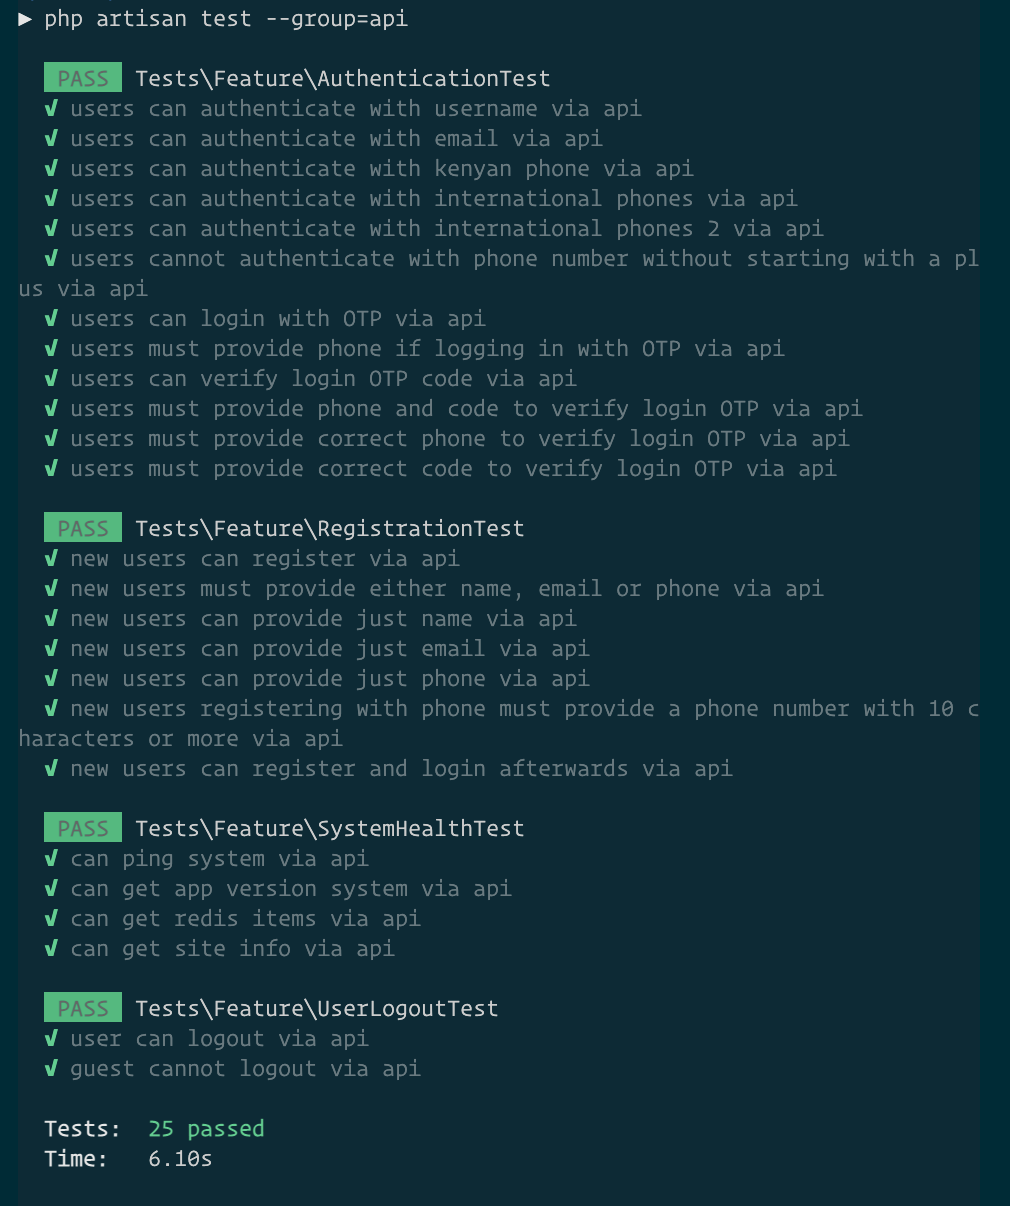 ▶ php artisan test --group=api
PASS Tests\Feature\AuthenticationTest
✓ users can authenticate with username via api
✓ users can authenticate with email via api
✓ users can authenticate with kenyan phone via api
✓ users can authenticate with international phones via api
✓ users can authenticate with international phones 2 via api
✓ users cannot authenticate with phone number without starting with a pl
us via api
✓ users can login with OTP via api
✓ users must provide phone if logging in with OTP via api
✓ users can verify login OTP code via api
✓ users must provide phone and code to verify login OTP via api
✓ users must provide correct phone to verify login OTP via api
✓ users must provide correct code to verify login OTP via api
PASS Tests\Feature\RegistrationTest
✓ new users can register via api
✓ new users must provide either name, email or phone via api
✓ new users can provide just name via api
✓ new users can provide just email via api
✓ new users can provide just phone via api
✓ new users registering with phone must provide a phone number with 10 c
haracters or more via api
✓ new users can register and login afterwards via api
PASS Tests\Feature\SystemHealthTest
✓ can ping system via api
✓ can get app version system via api
✓ can get redis items via api
✓ can get site info via api
PASS Tests\Feature\UserLogoutTest
✓ user can logout via api
✓ guest cannot logout via api
Tests: 25 passed
Time: 6.10s